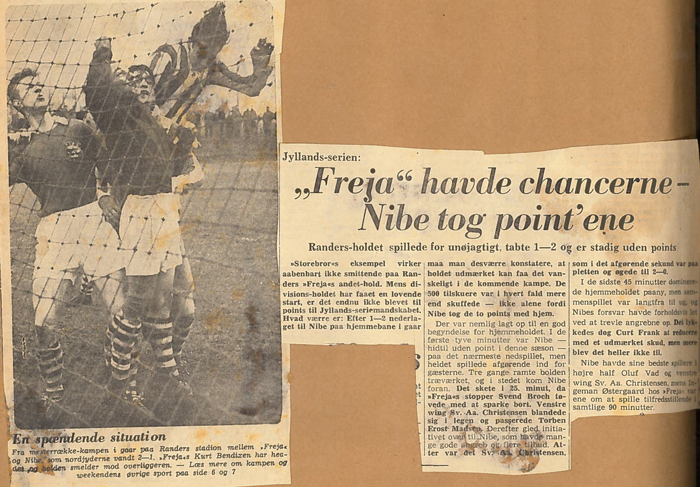 Jyllands-serien:
„Freja“ havde chancerne –
Nibe tog point'ene
Randers-holdet spillede for unøjagtigt, tabte 1—2 og er stadig uden points
»Storebror«s eksempel virker
aabenbart ikke smittende paa Ran-
ders »Freja«s andet-hold. Mens di-
visions-holdet har faaet en lovende
start, er det endnu ikke blevet til
points til Jyllands-seriemandskabet.
Hvad værre er: Efter 1—2 nederla-
get til Nibe paa hjemmebane i gaar
maa man desværre konstatere, at
holdet udmærket kan faa det van-
skeligt i de kommende kampe. De
500 tilskuere var i hvert fald mere
end skuffede — ikke alene fordi
Nibe tog de to points med hjem.
Der var nemlig lagt op til en god
begyndelse for hjemmeholdet. I de
første tyve minutter var Nibe —
hidtil uden point i denne sæson —
paa det nærmeste nedspillet, men
heldet spillede afgørende ind for
gæsterne. Tre gange ramte bolden
træværket, og i stedet kom Nibe
foran. Det skete i 25. minut, da
»Freja«s stopper Svend Broch tø-
vede med at sparke bort. Venstre
wing Sv. Aa. Christensen blandede
sig i legen og passerede Torben
Ernst Madsen. Derefter gled initia-
tivet over til Nibe, som havde man-
ge gode angreb og flere tilbud. At-
ter var det Sv. Aa. Christensen,
som i det afgørende sekund var paa
pletten og øgede til 2—0.
I de sidste 45 minutter dominere-
de hjemmeholdet psany, men sam-
menspillet var langtfra til ug, og
Nibes forsvar havde forholdsvis let
ved at trevle angrebne op. Det lyk-
kedes dog Curt Frank at reducere
med et udmærket skud, men mere
blev det heller ikke til.
Nibe havde sine bedste spillere i
højre half Oluf Vad og venstre
wing Sv. Aa. Christensen, mens In-
gemann Østergaard hos »Freja« var
ene om at spille tilfredsstillende i
samtlige 90 minutter.
En spændende situation
Fra mesterrække-kampen i gaar paa Randers stadion mellem „Freja«
og Nibe, som nordjyderne vandt 2—1. „Freja«s Kurt Bendixen har hea-
det, og bolden smelder mod overliggeren. — Læs mere om kampen og
weekendens øvrige sport paa side 6 og 7